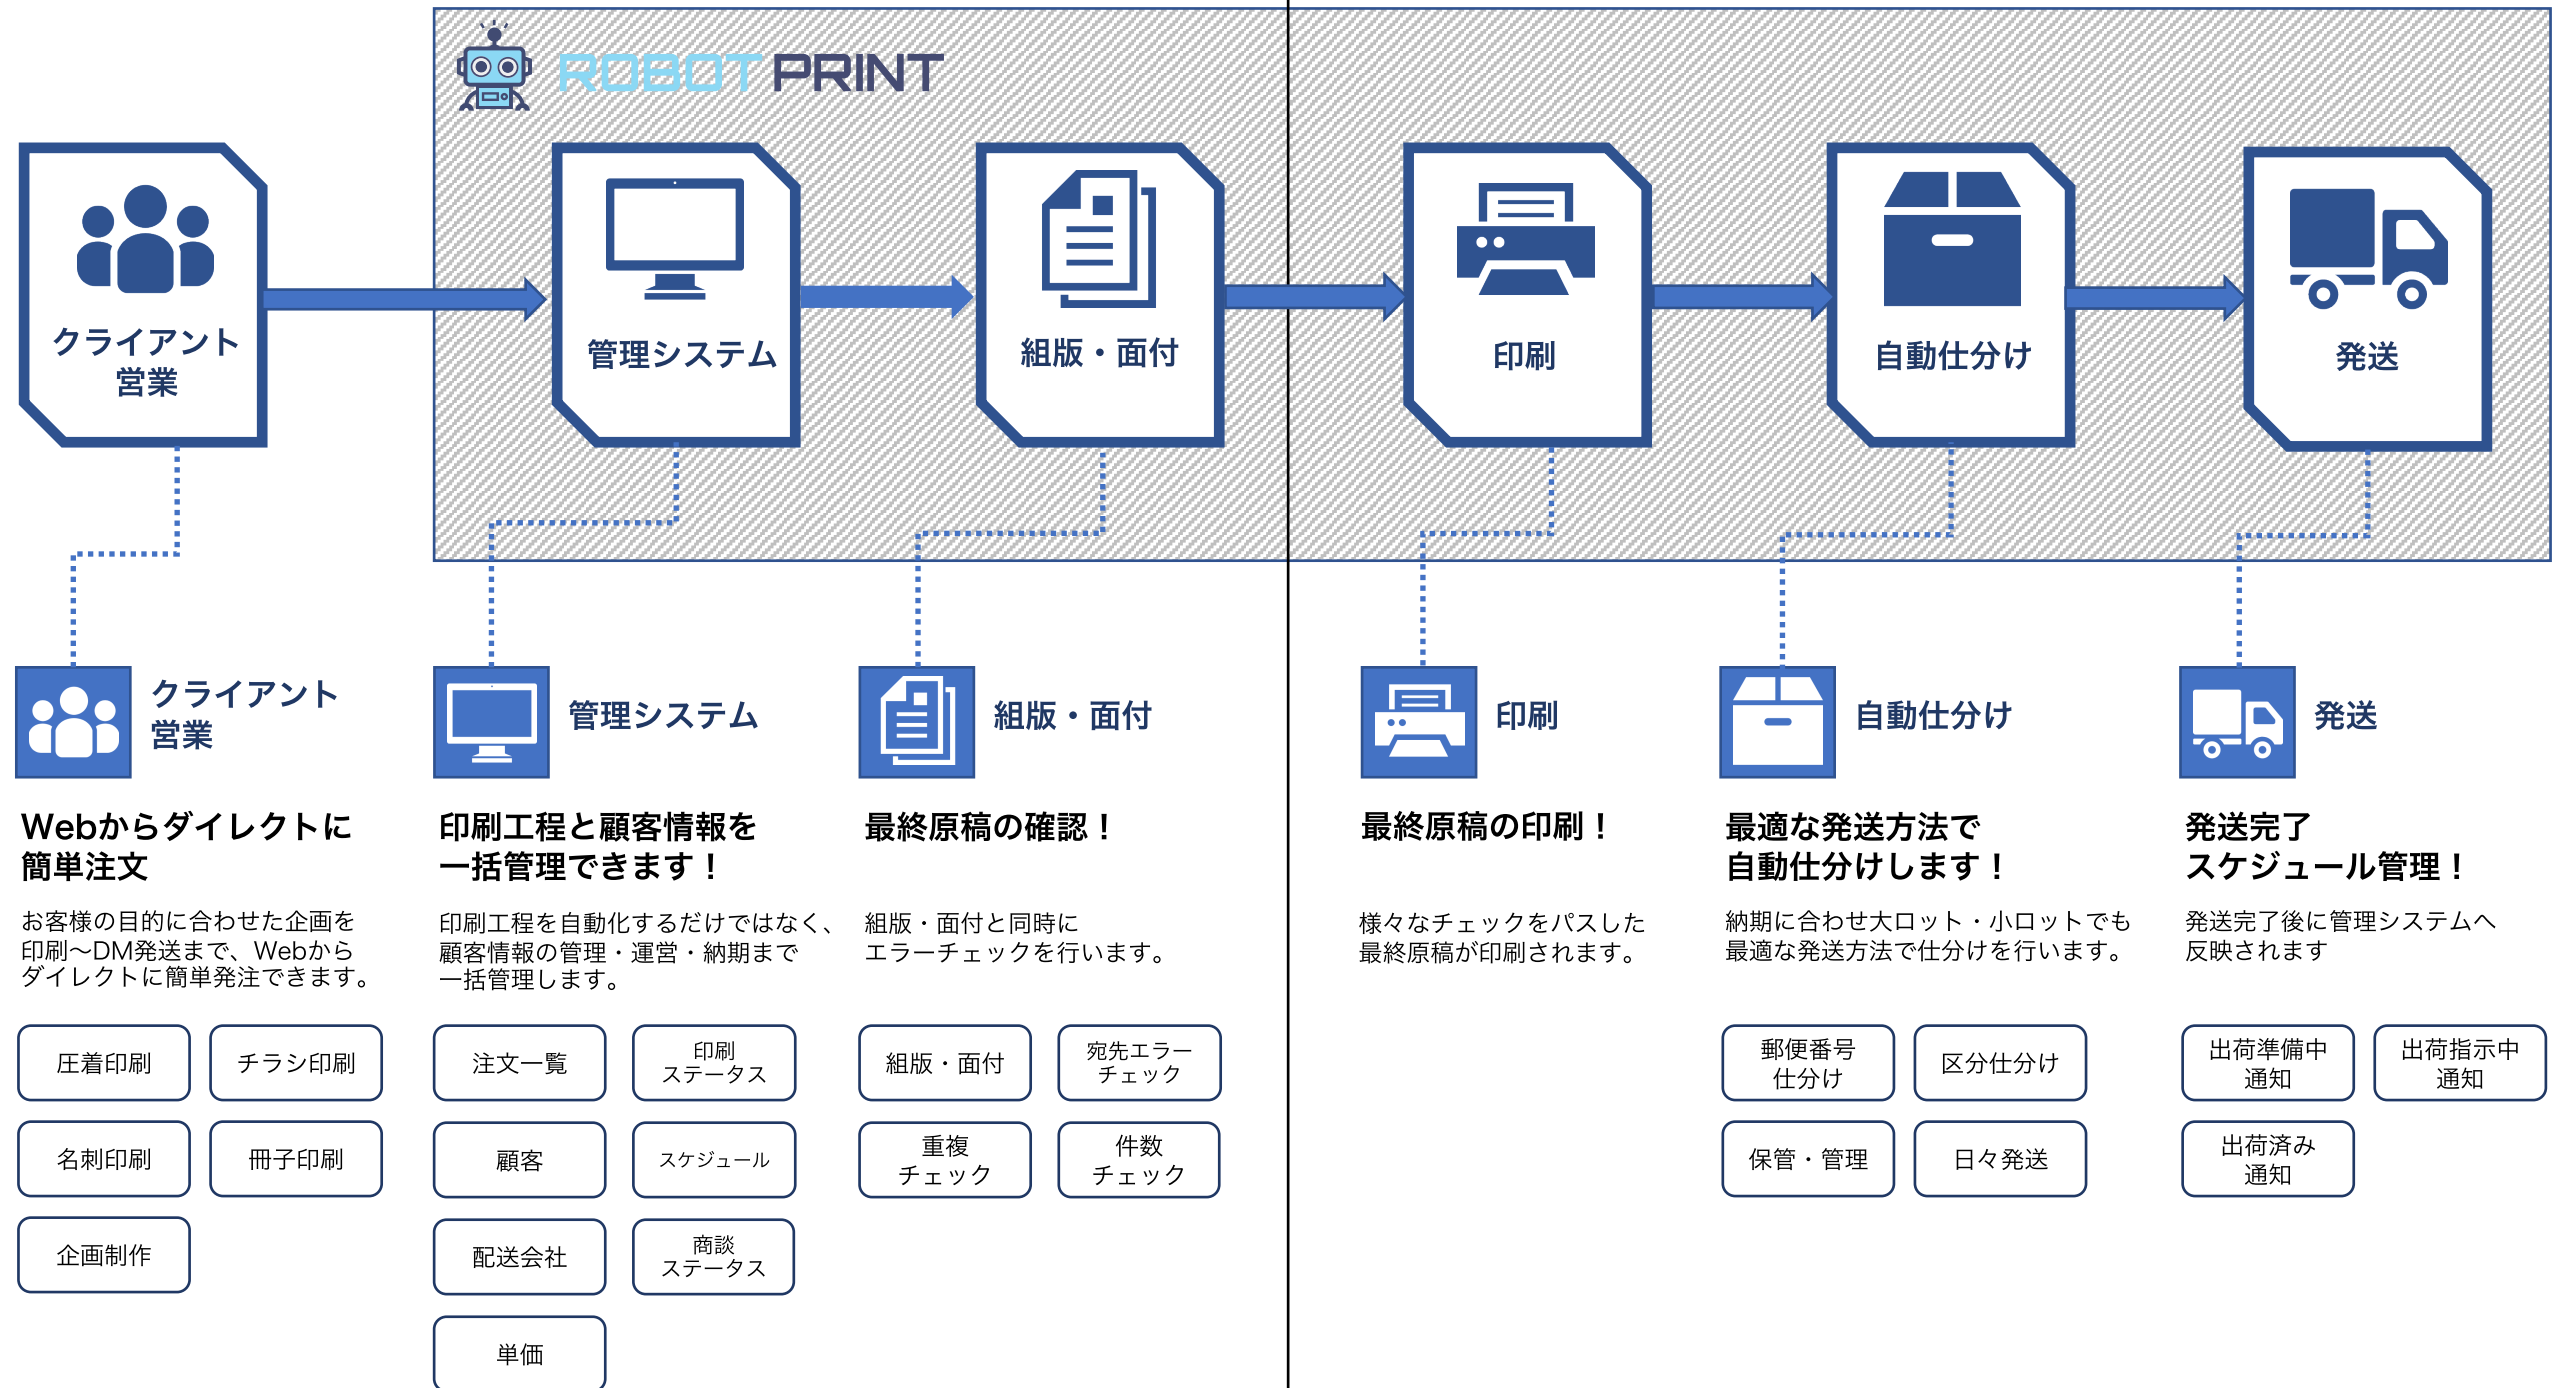 ROBOT PRINT
クライアント
営業
管理システム
組版・面付
印刷
自動仕分け
発送
クライアント
営業
Webからダイレクトに
簡単注文
お客様の目的に合わせた企画を
印刷〜DM発送まで、Webから
ダイレクトに簡単発注できます。
圧着印刷
チラシ印刷
名刺印刷
冊子印刷
企画制作
管理システム
印刷工程と顧客情報を
一括管理できます！
印刷工程を自動化するだけではなく、
顧客情報の管理・運営・納期まで
一括管理します。
注文一覧
印刷
ステータス
顧客
スケジュール
配送会社
商談
ステータス
単価
組版・面付
最終原稿の確認！
組版・面付と同時に
エラーチェックを行います。
組版・面付
宛先エラー
チェック
重複
チェック
件数
チェック
印刷
最終原稿の印刷！
様々なチェックをパスした
最終原稿が印刷されます。
自動仕分け
最適な発送方法で
自動仕分けします！
納期に合わせ大ロット・小ロットでも
最適な発送方法で仕分けを行います。
郵便番号
仕分け
区分仕分け
保管・管理
日々発送
発送
発送完了
スケジュール管理！
発送完了後に管理システムへ
反映されます
出荷準備中
通知
出荷指示中
通知
出荷済み
通知